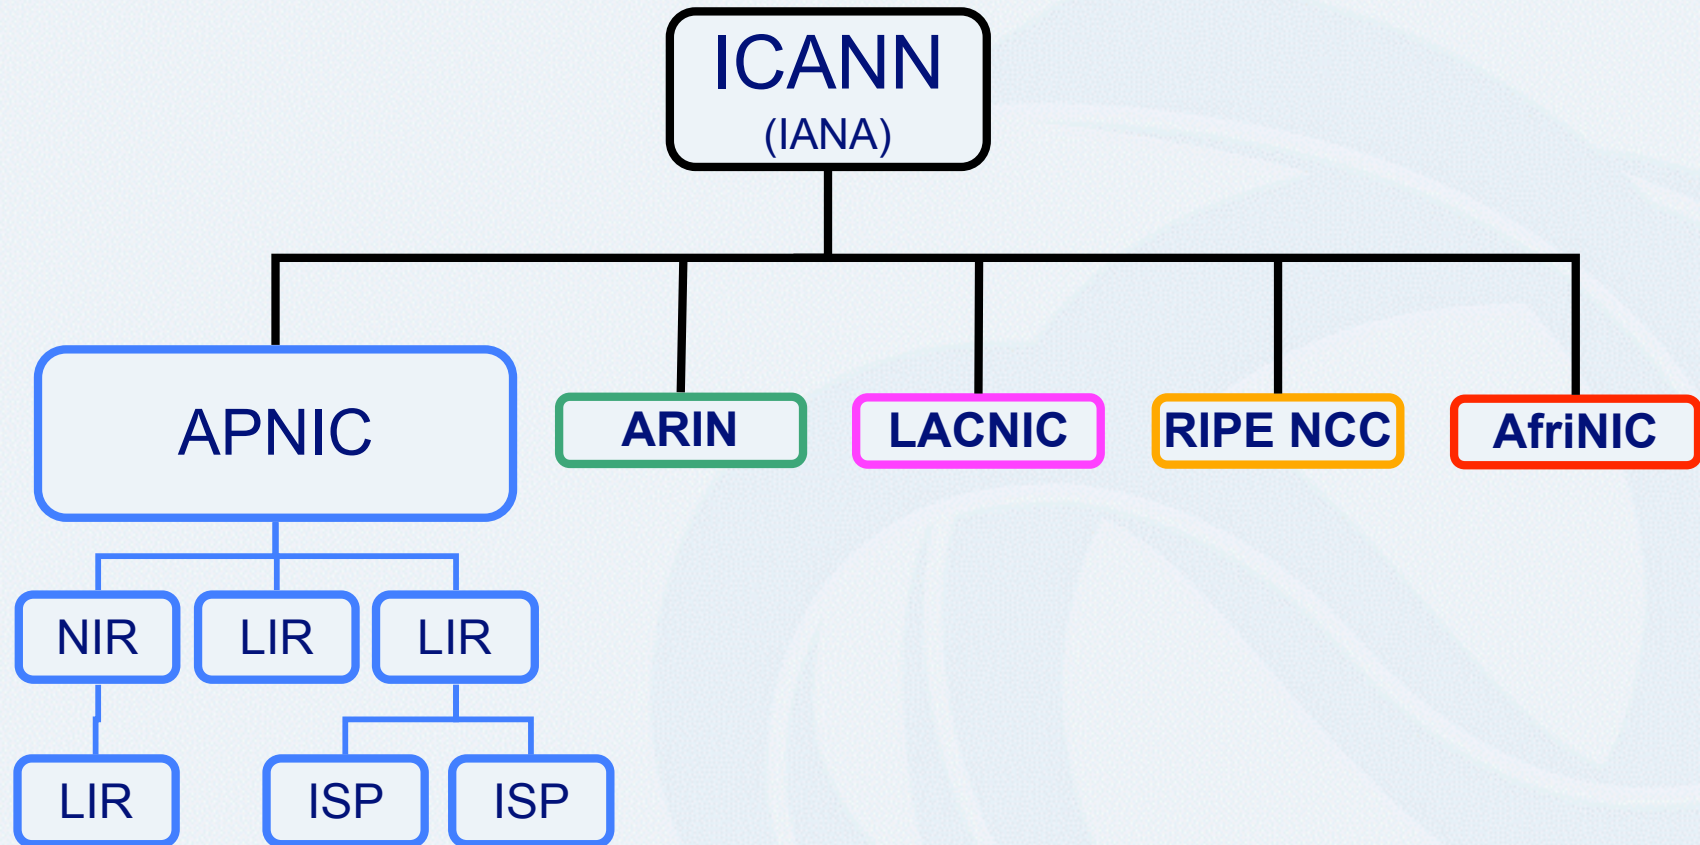 ICANN
(IANA)
APNIC
ARIN
LACNIC
RIPE NCC
AfriNIC
NIR
LIR
LIR
LIR
ISP
ISP